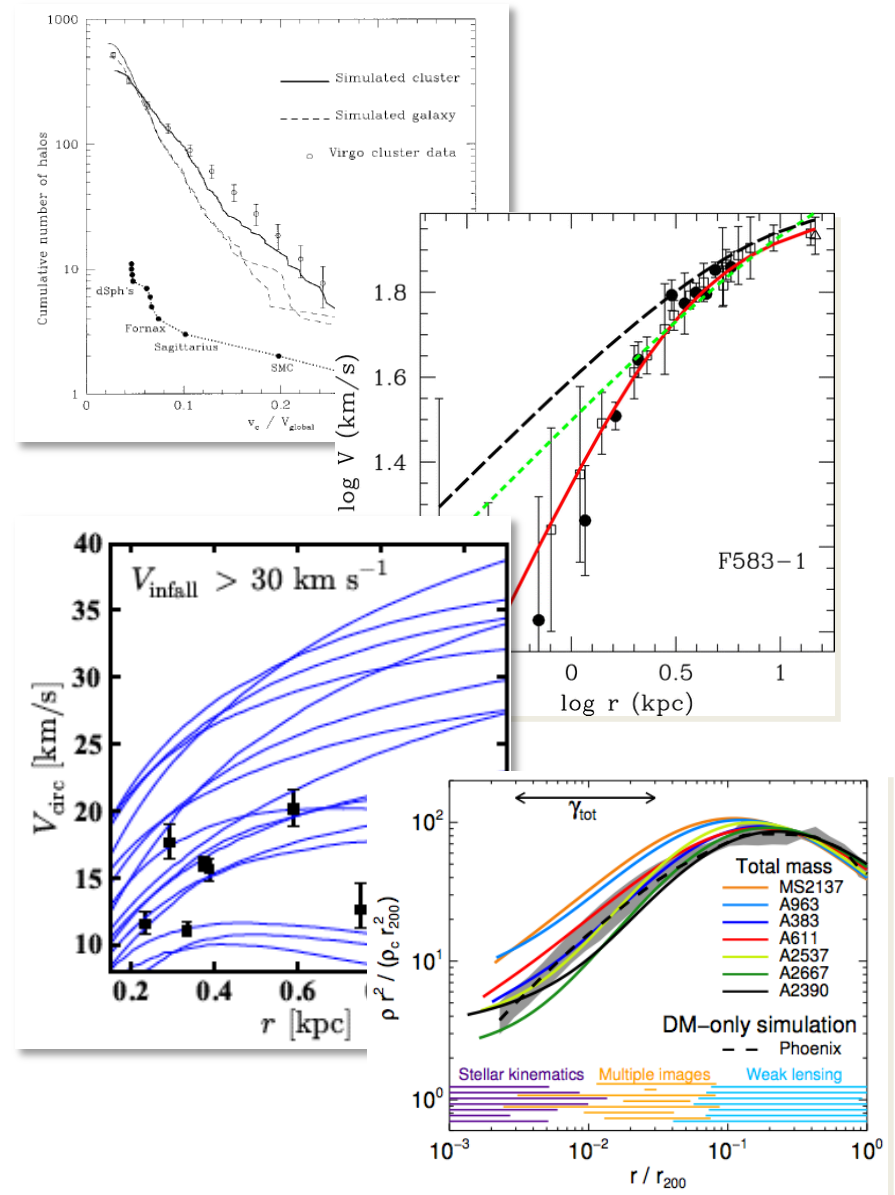 1000
100
10
1
Cumulative number of halos
Simulated cluster
Simulated galaxy
Virgo cluster data
dSph's
Fornax
Sagittarius
SMC
0
0.1
0.2
v_c / V_global
1.8
1.6
1.4
log V (km/s)
F583-1
0
0.5
1
log r (kpc)
40
35
30
25
20
15
10
V_circ [km/s]
V_infall > 30 km s^-1
0.2
0.4
0.6
r [kpc]
γ_tot
10^2
10^1
10^0
ρ r^2 / (ρ_c r_200^2)
Total mass
MS2137
A963
A383
A611
A2537
A2667
A2390
DM-only simulation
Phoenix
Stellar kinematics
Multiple images
Weak lensing
10^-3
10^-2
10^-1
10^0
r / r_200